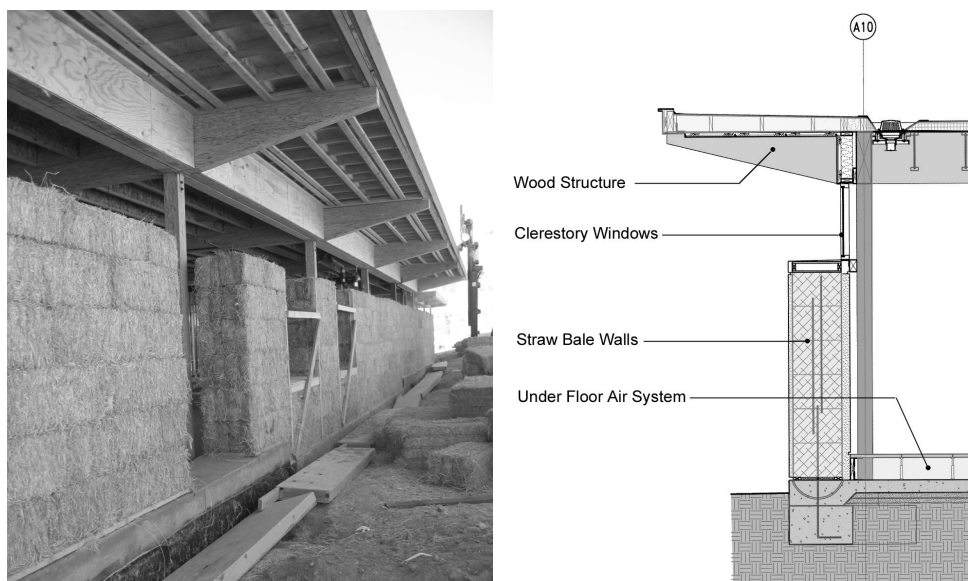 A10
Wood Structure
Clerestory Windows
Straw Bale Walls
Under Floor Air System